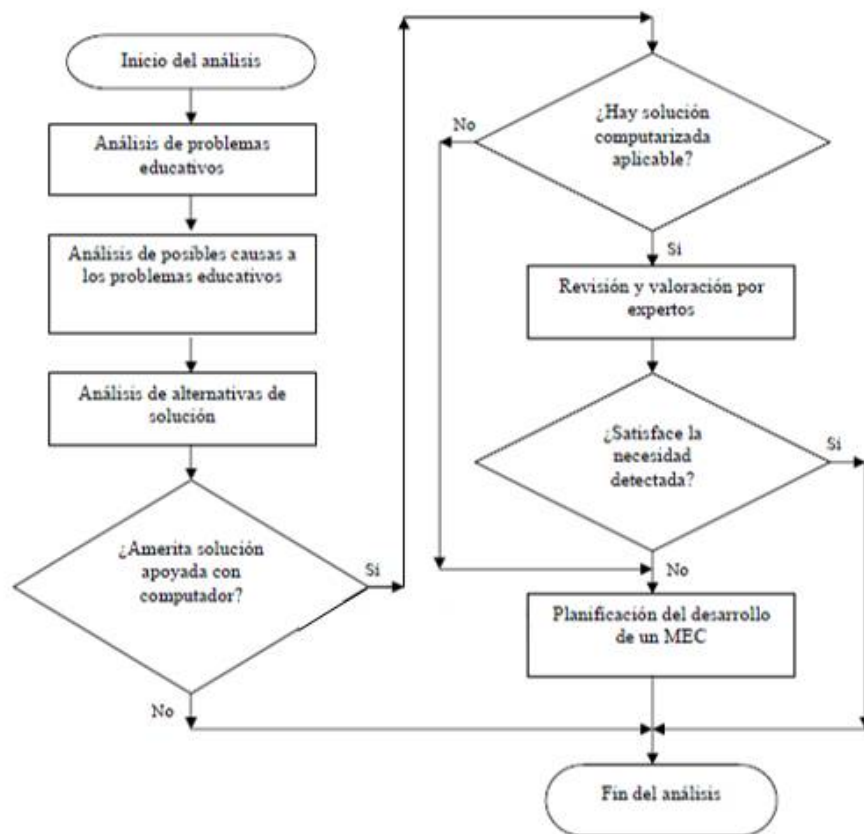 Inicio del análisis
Análisis de problemas
educativos
Análisis de posibles causas a
los problemas educativos
Análisis de alternativas de
solución
¿Amerita solución
apoyada con
computador?
Sí
No
¿Hay solución
computarizada
aplicable?
No
Sí
Revisión y valoración por
expertos
¿Satisface la
necesidad
detectada?
Sí
No
Planificación del desarrollo
de un MEC
Fin del análisis